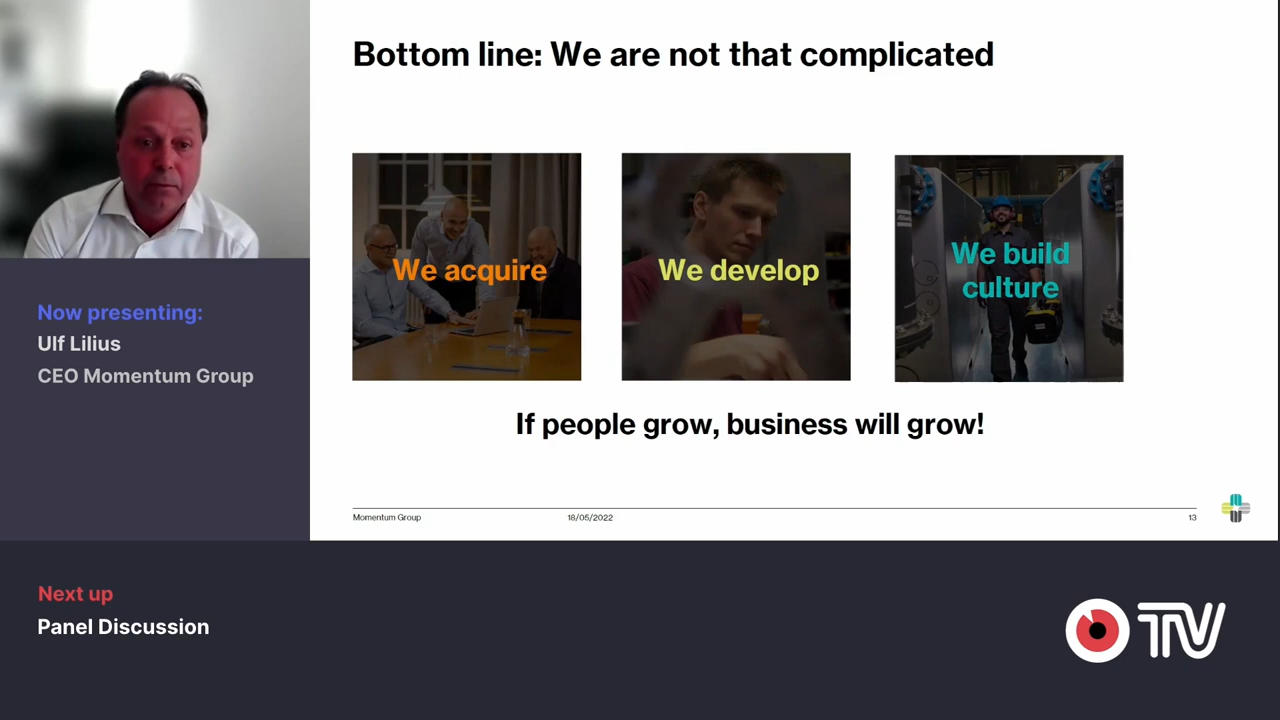 Bottom line: We are not that complicated
We acquire
We develop
We build
culture
If people grow, business will grow!
Momentum Group
18/05/2022
13
Now presenting:
Ulf Lilius
CEO Momentum Group
Next up
Panel Discussion
TV